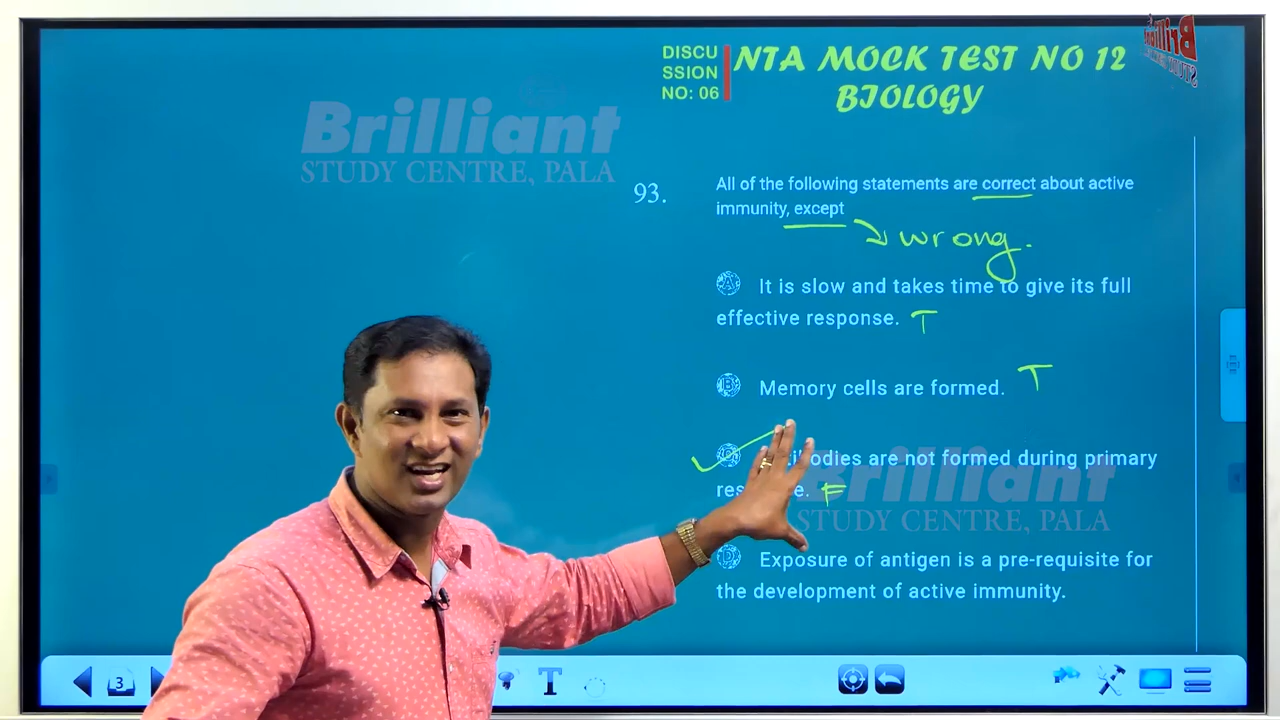 DISCU
SSION
NO: 06
NTA MOCK TEST NO 12
BIOLOGY
Brilliant
STUDY CENTRE, PALA
Brilliant
93.
All of the following statements are correct about active
immunity, except
wrong.
A It is slow and takes time to give its full
effective response. T
B Memory cells are formed. T
C bodies are not formed during primary
F
Brilliant
STUDY CENTRE, PALA
D Exposure of antigen is a pre-requisite for
the development of active immunity.
3
T